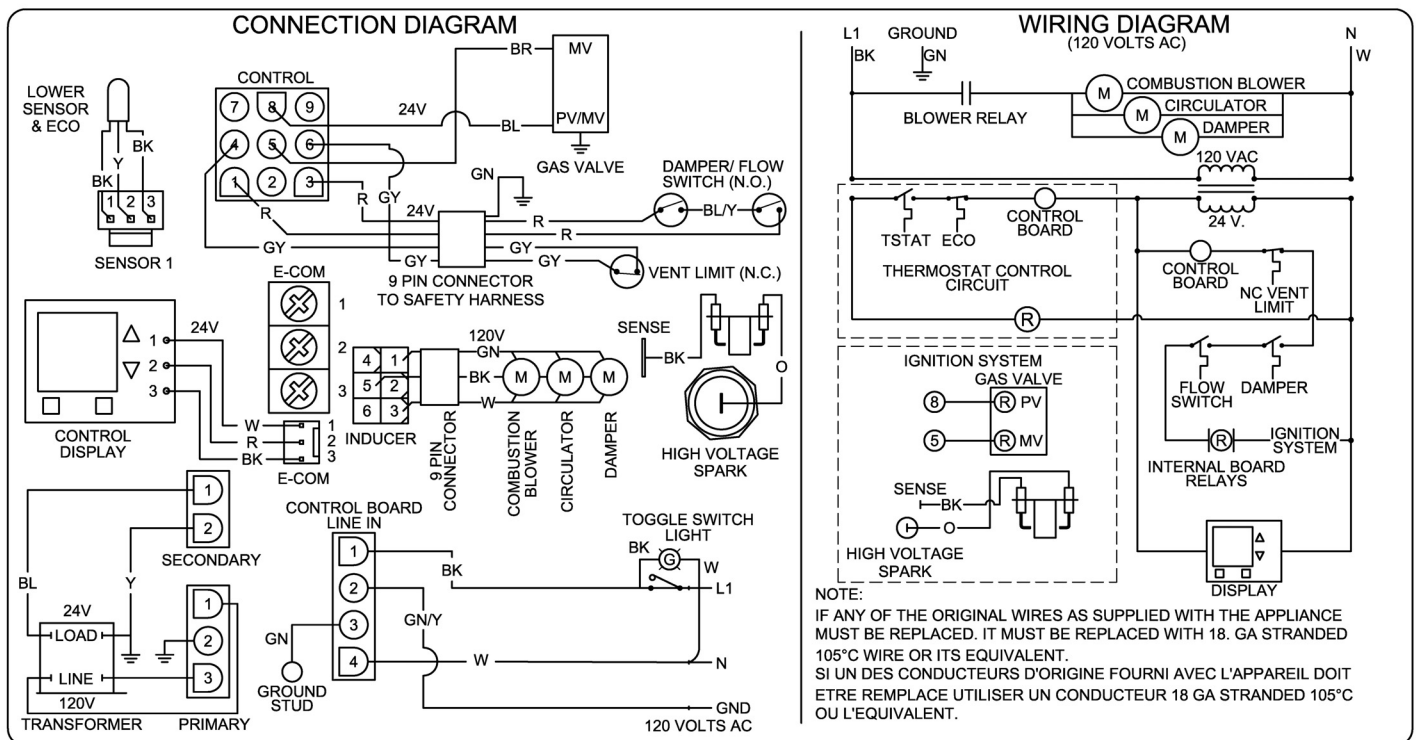 CONNECTION DIAGRAM
LOWER
SENSOR
& ECO
BK
Y
BK
1 2 3
SENSOR 1
CONTROL
7 8 9
4 5 6
1 2 3
24V
BR
BL
MV
PV/MV
GAS VALVE
GN
R
R
GY
24V
GY
GY
R
R
GY
GY
BL/Y
DAMPER/ FLOW
SWITCH (N.O.)
VENT LIMIT (N.C.)
9 PIN CONNECTOR
TO SAFETY HARNESS
E-COM
1
2
3
24V
1
2
3
CONTROL
DISPLAY
W
R
BK
1
2
3
E-COM
4 1
5 2
6 3
INDUCER
9 PIN
CONNECTOR
120V
GN
BK
W
M M M
COMBUSTION
BLOWER
CIRCULATOR
DAMPER
SENSE
BK
O
HIGH VOLTAGE
SPARK
1
2
SECONDARY
BL
Y
24V
LOAD
LINE
120V
TRANSFORMER
1
2
3
PRIMARY
CONTROL BOARD
LINE IN
1
2
3
4
GN
GROUND
STUD
BK
GN/Y
W
TOGGLE SWITCH
LIGHT
BK
G
W
L1
N
GND
120 VOLTS AC
WIRING DIAGRAM
(120 VOLTS AC)
L1
BK
GROUND
GN
N
W
BLOWER RELAY
M
COMBUSTION BLOWER
M
CIRCULATOR
M
DAMPER
120 VAC
24 V.
TSTAT ECO
CONTROL
BOARD
THERMOSTAT CONTROL
CIRCUIT
R
CONTROL
BOARD
NC VENT
LIMIT
FLOW
SWITCH
DAMPER
R
IGNITION
SYSTEM
INTERNAL BOARD
RELAYS
IGNITION SYSTEM
GAS VALVE
8 R PV
5 R MV
SENSE
BK
O
HIGH VOLTAGE
SPARK
DISPLAY
NOTE:
IF ANY OF THE ORIGINAL WIRES AS SUPPLIED WITH THE APPLIANCE
MUST BE REPLACED. IT MUST BE REPLACED WITH 18. GA STRANDED
105°C WIRE OR ITS EQUIVALENT.
SI UN DES CONDUCTEURS D'ORIGINE FOURNI AVEC L'APPAREIL DOIT
ETRE REMPLACE UTILISER UN CONDUCTEUR 18 GA STRANDED 105°C
OU L'EQUIVALENT.